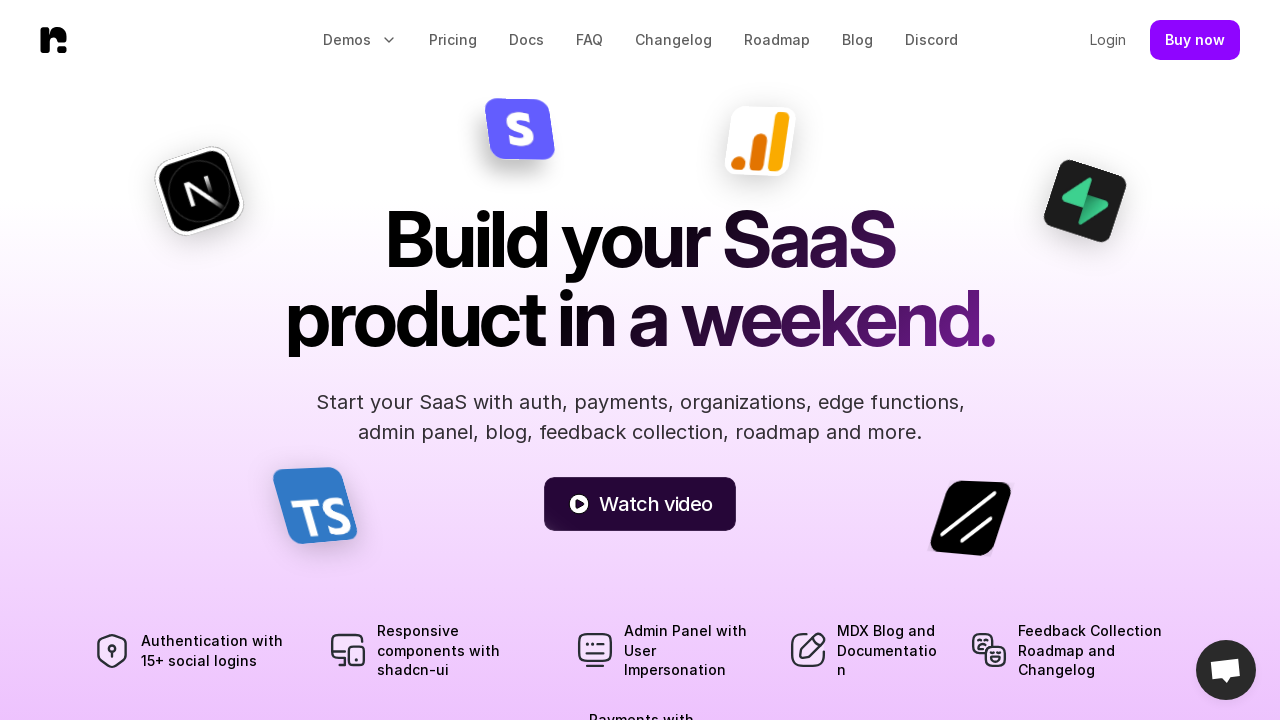 Demos
Pricing
Docs
FAQ
Changelog
Roadmap
Blog
Discord
Login
Buy now
Build your SaaS
product in a weekend.
Start your SaaS with auth, payments, organizations, edge functions,
admin panel, blog, feedback collection, roadmap and more.
TS
Watch video
Authentication with
15+ social logins
Responsive
components with
shadcn-ui
Admin Panel with
User
Impersonation
MDX Blog and
Documentatio
n
Feedback Collection
Roadmap and
Changelog
Payments with